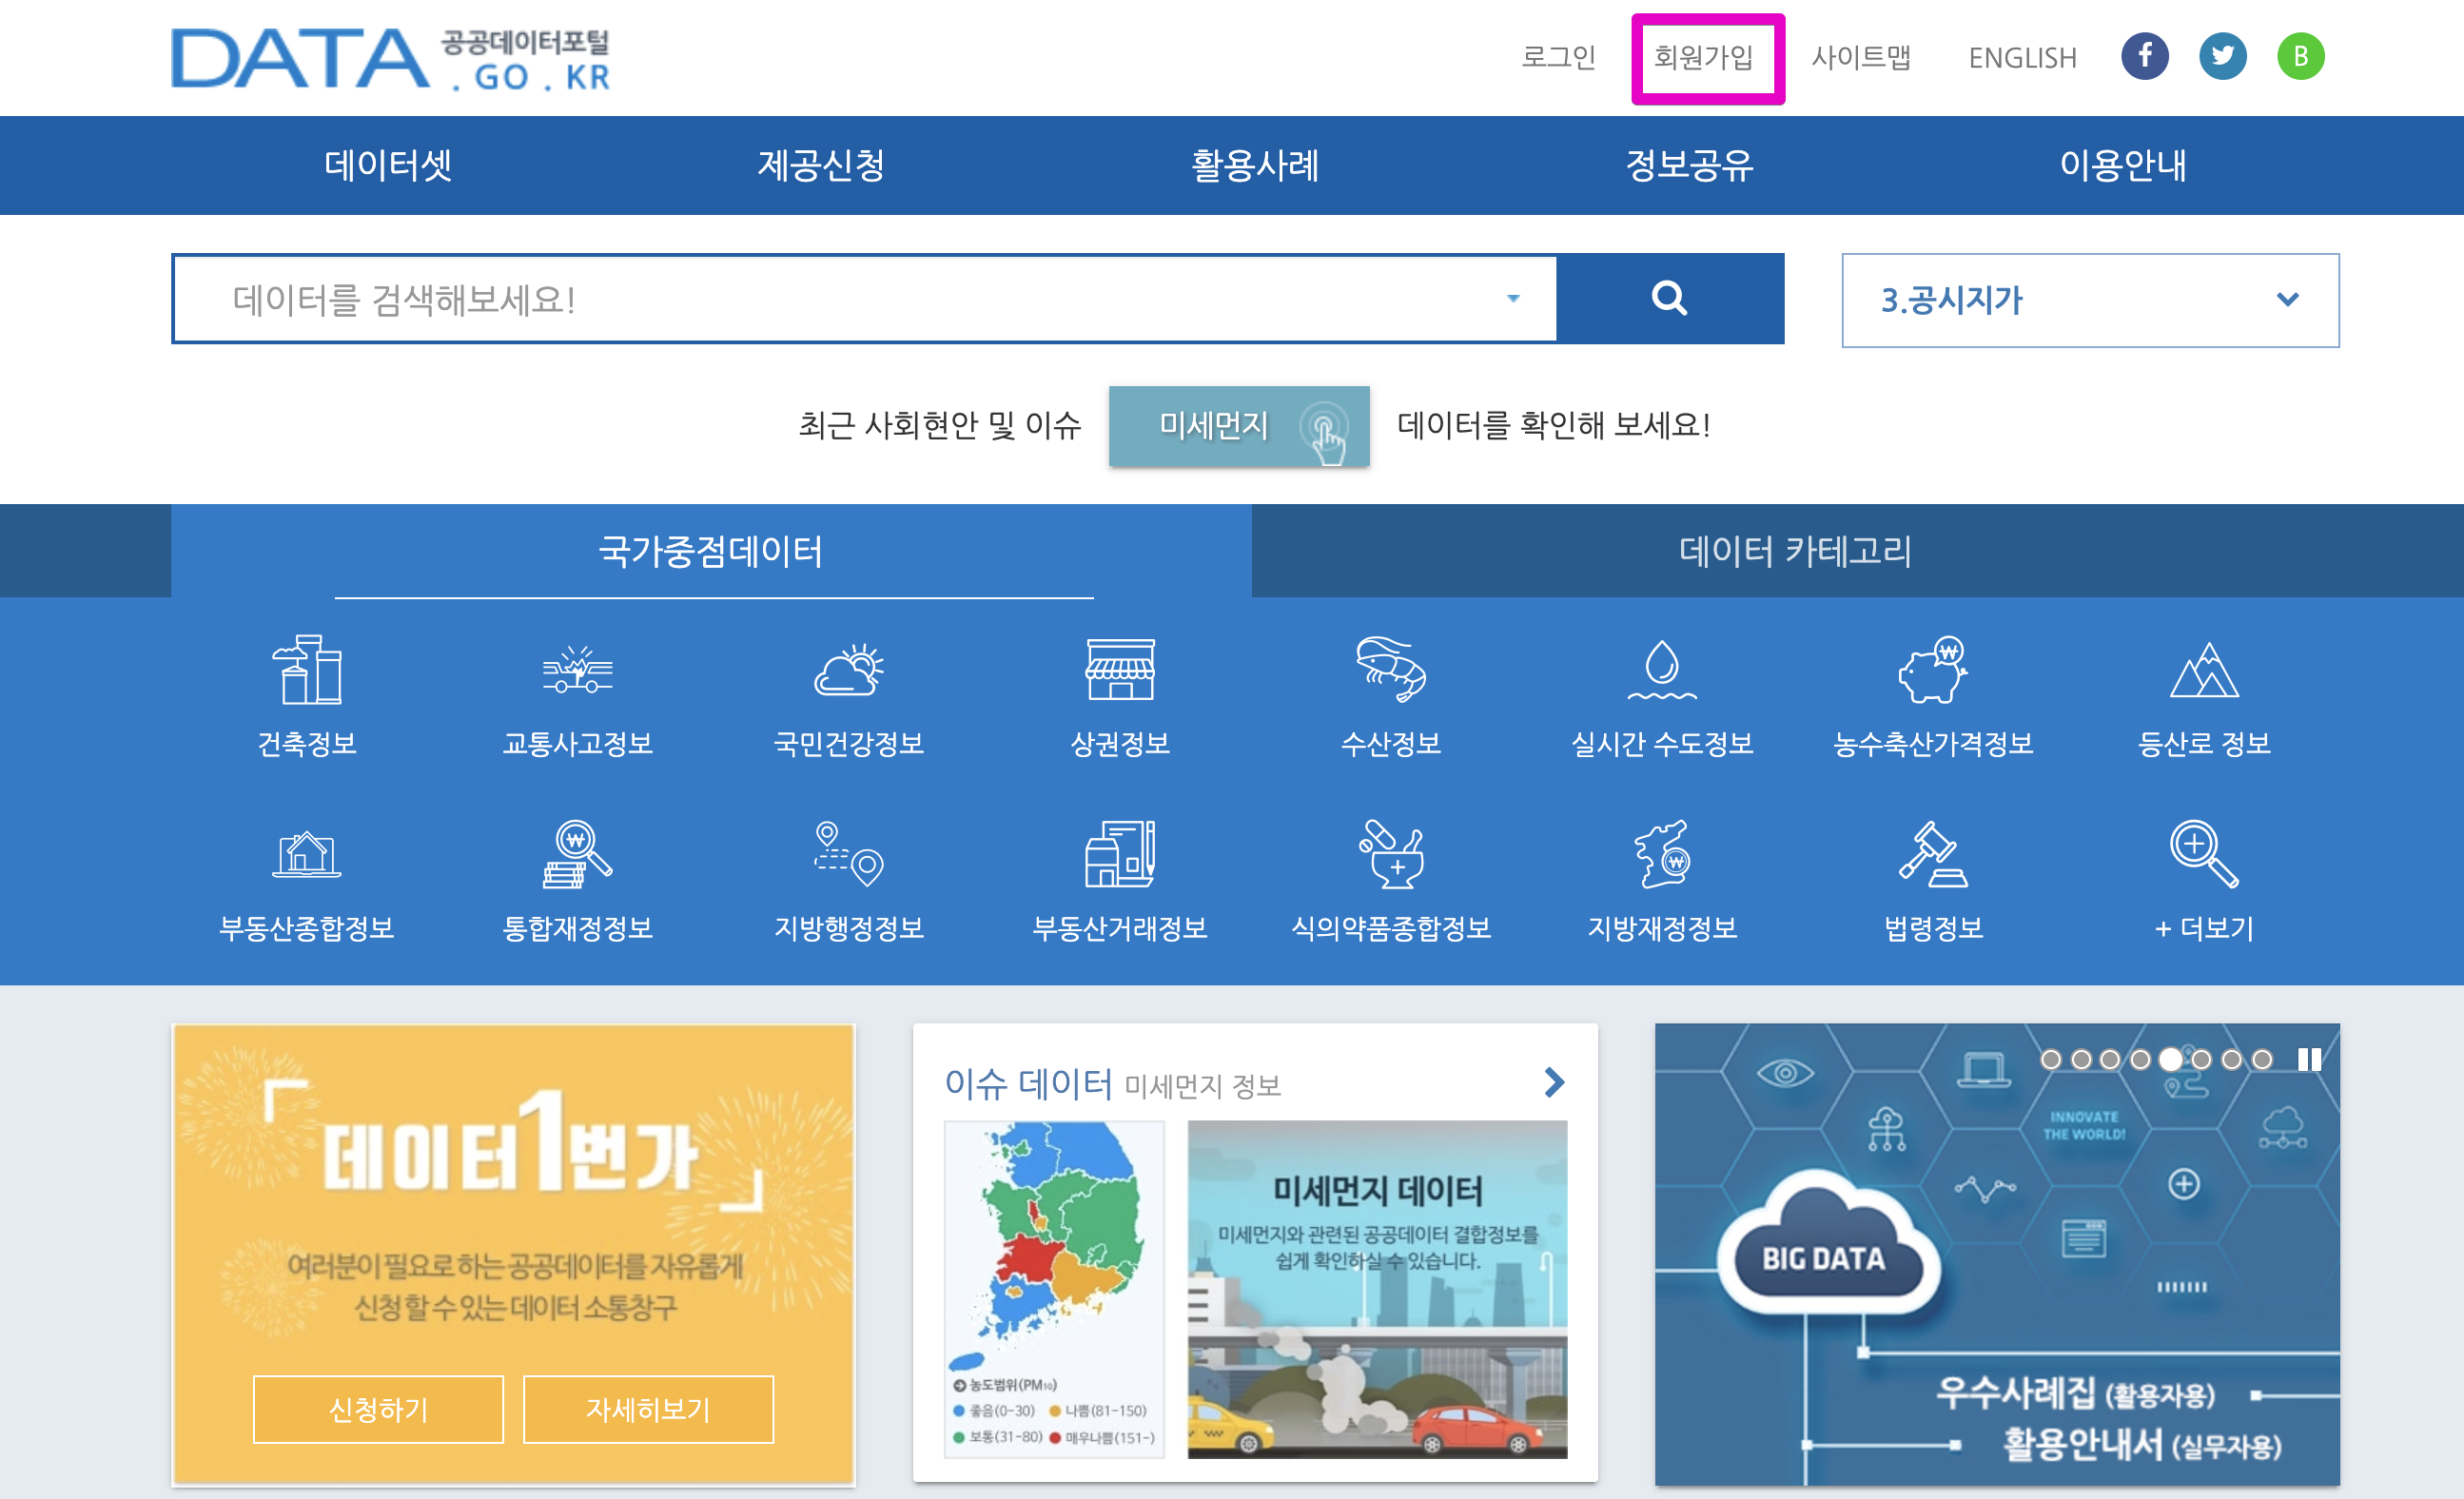 DATA 공공데이터포털
.GO.KR
로그인 회원가입 사이트맵 ENGLISH f B
데이터셋 제공신청 활용사례 정보공유 이용안내
데이터를 검색해보세요!
3.공시지가
최근 사회현안 및 이슈 미세먼지 데이터를 확인해 보세요!
국가중점데이터 데이터 카테고리
건축정보 교통사고정보 국민건강정보 상권정보 수산정보 실시간 수도정보 농수축산가격정보 등산로 정보
부동산종합정보 통합재정정보 지방행정정보 부동산거래정보 식의약품종합정보 지방재정정보 법령정보 + 더보기
「데이터1번가」
여러분이 필요로 하는 공공데이터를 자유롭게
신청 할 수 있는 데이터 소통창구
신청하기 자세히보기
이슈 데이터 미세먼지 정보
농도범위(PM10)
좋음(0-30) 나쁨(81-150)
보통(31-80) 매우나쁨(151-)
미세먼지 데이터
미세먼지와 관련된 공공데이터 결합정보를
쉽게 확인하실 수 있습니다.
INNOVATE
THE WORLD!
BIG DATA
우수사례집 (활용자용)
활용안내서 (실무자용)